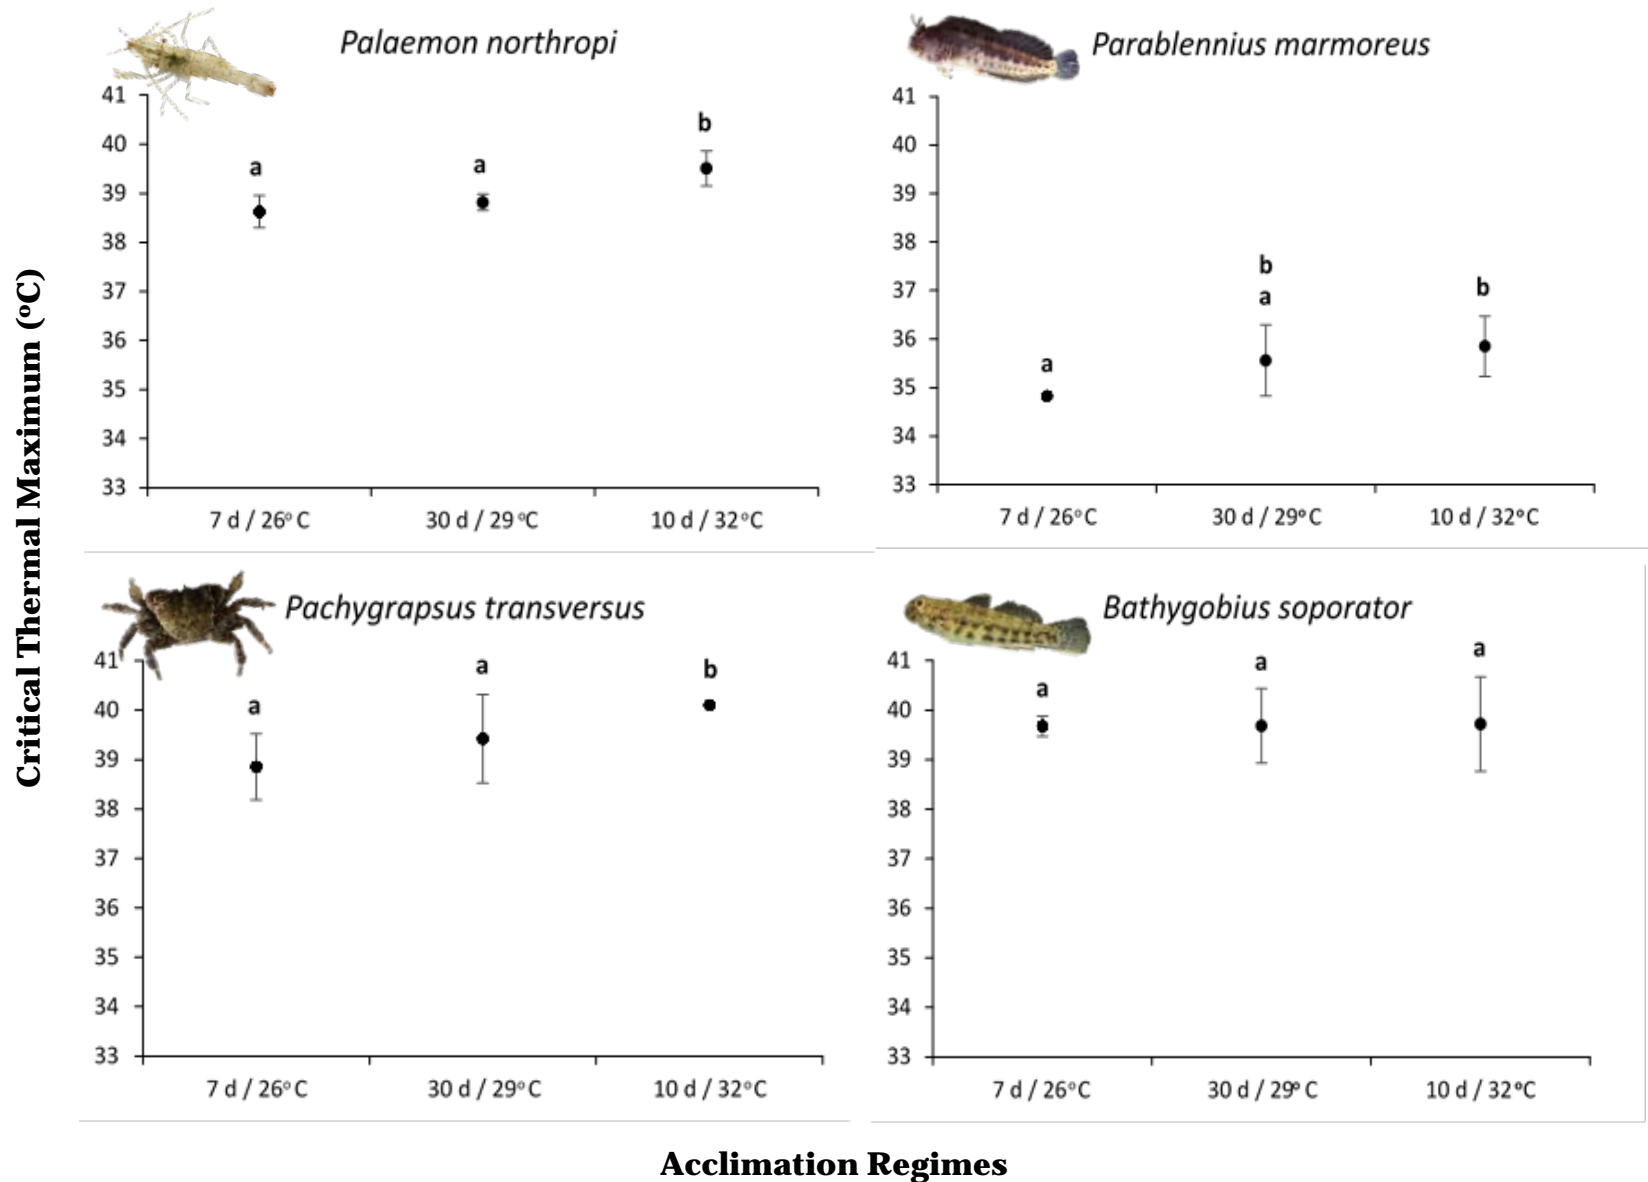 Critical Thermal Maximum (°C)
Palaemon northropi
41
40
39
38
37
36
35
34
33
a
a
b
7 d / 26°C
30 d / 29°C
10 d / 32°C
Parablennius marmoreus
41
40
39
38
37
36
35
34
33
a
b
a
b
7 d / 26°C
30 d / 29°C
10 d / 32°C
Pachygrapsus transversus
41
40
39
38
37
36
35
34
33
a
a
b
7 d / 26°C
30 d / 29°C
10 d / 32°C
Bathygobius soporator
41
40
39
38
37
36
35
34
33
a
a
a
7 d / 26°C
30 d / 29°C
10 d / 32°C
Acclimation Regimes